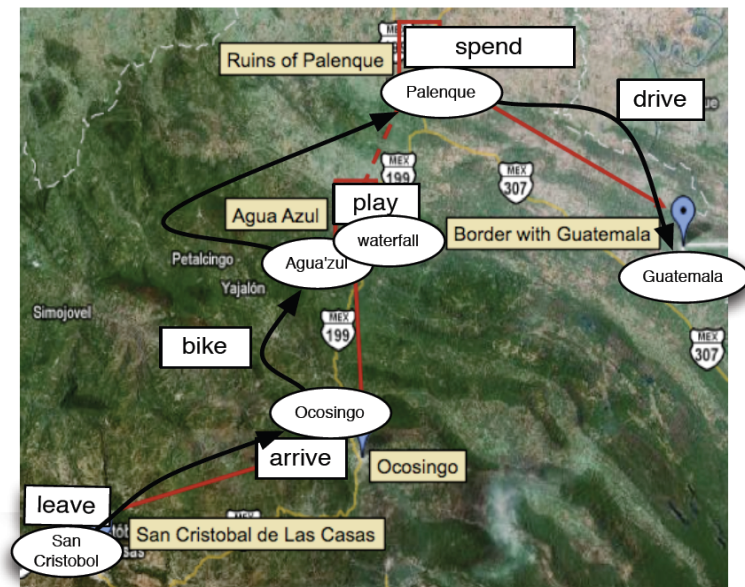 spend
Ruins of Palenque
Palenque
drive
MEX
199
MEX
307
play
Agua Azul
waterfall
Border with Guatemala
Petalcingo
Agua'zul
Guatemala
Yajalón
Simojovel
MEX
199
bike
MEX
307
Ocosingo
arrive
Ocosingo
leave
San Cristobal de Las Casas
San
Cristobol